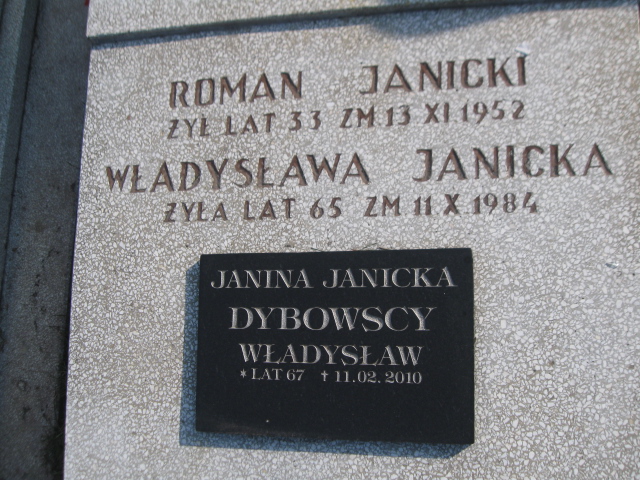 ROMAN JANICKI
ŻYŁ LAT 33 ZM 13 XI 1952
WŁADYSŁAWA JANICKA
ŻYŁA LAT 65 ZM 11 X 1984
JANINA JANICKA
DYBOWSCY
WŁADYSŁAW
* LAT 67 † 11.02.2010